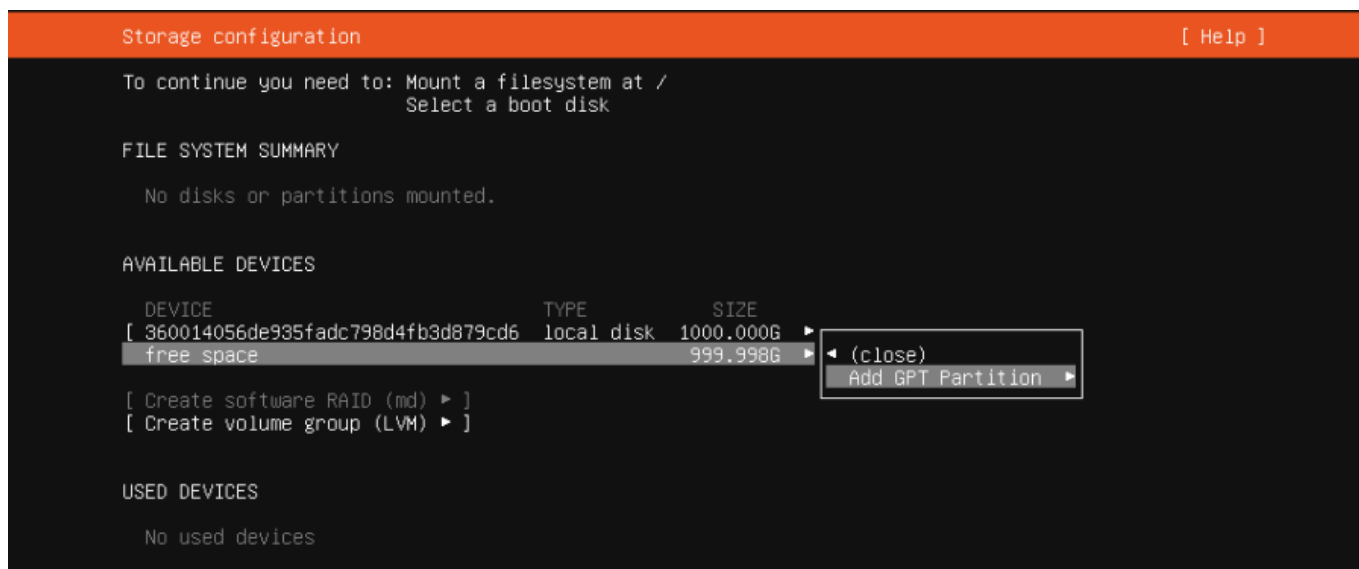 Storage configuration [ Help ]
To continue you need to: Mount a filesystem at /
Select a boot disk
FILE SYSTEM SUMMARY
No disks or partitions mounted.
AVAILABLE DEVICES
DEVICE TYPE SIZE
[ 360014056de935fadc798d4fb3d879cd6 local disk 1000.000G ▸
free space 999.998G ▸ ◂ (close)
Add GPT Partition ▸
[ Create software RAID (md) ▸ ]
[ Create volume group (LVM) ▸ ]
USED DEVICES
No used devices